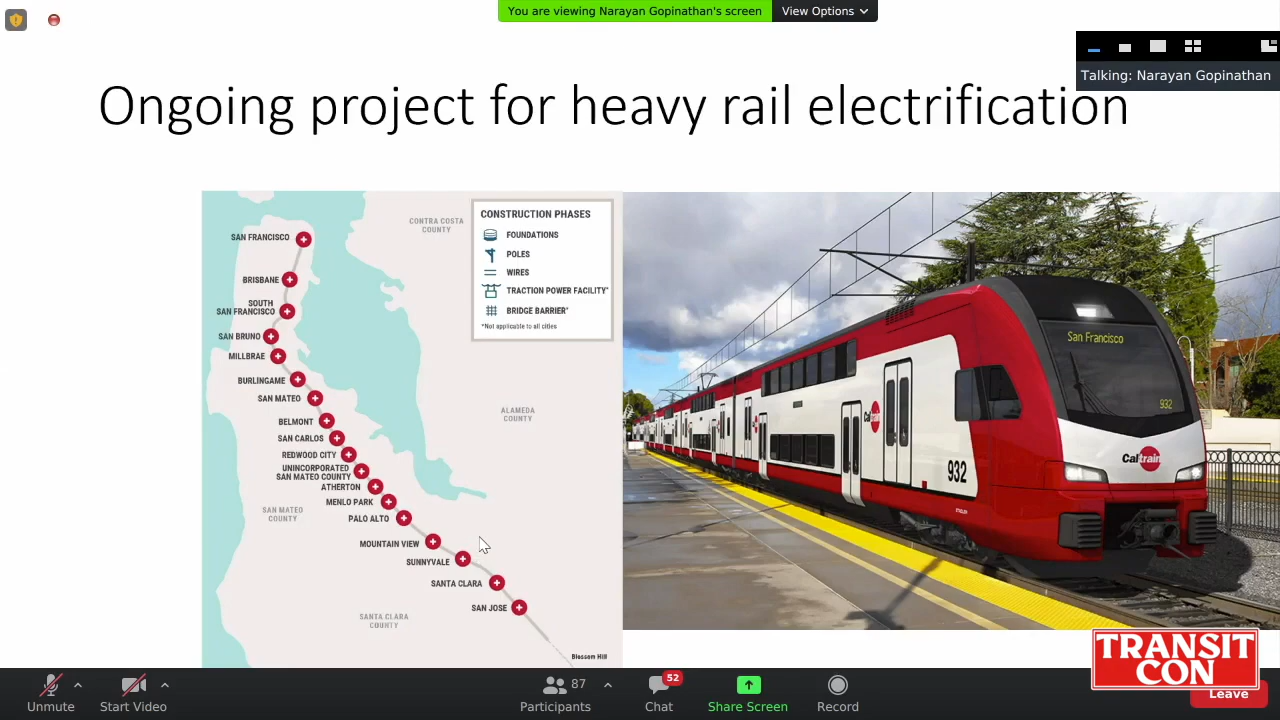 You are viewing Narayan Gopinathan's screen
View Options
Talking: Narayan Gopinathan
Ongoing project for heavy rail electrification
CONTRA COSTA
COUNTY
CONSTRUCTION PHASES
FOUNDATIONS
POLES
WIRES
TRACTION POWER FACILITY*
BRIDGE BARRIER*
*Not applicable to all cities
SAN FRANCISCO
BRISBANE
SOUTH
SAN FRANCISCO
SAN BRUNO
MILLBRAE
BURLINGAME
SAN MATEO
BELMONT
SAN CARLOS
REDWOOD CITY
UNINCORPORATED
SAN MATEO COUNTY
ATHERTON
MENLO PARK
PALO ALTO
MOUNTAIN VIEW
SUNNYVALE
SANTA CLARA
SAN JOSE
Blossom Hill
ALAMEDA
COUNTY
SAN MATEO
COUNTY
SANTA CLARA
COUNTY
San Francisco
932
Caltrain
932
TRANSIT
CON
Unmute
Start Video
87
Participants
52
Chat
Share Screen
Record
Leave